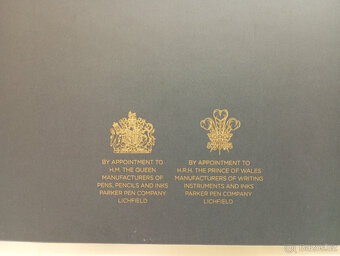 BY APPOINTMENT TO
H.M. THE QUEEN
MANUFACTURERS OF
PENS, PENCILS AND INKS
PARKER PEN COMPANY
LICHFIELD
BY APPOINTMENT TO
H.R.H. THE PRINCE OF WALES
MANUFACTURERS OF WRITING
INSTRUMENTS AND INKS
PARKER PEN COMPANY
LICHFIELD